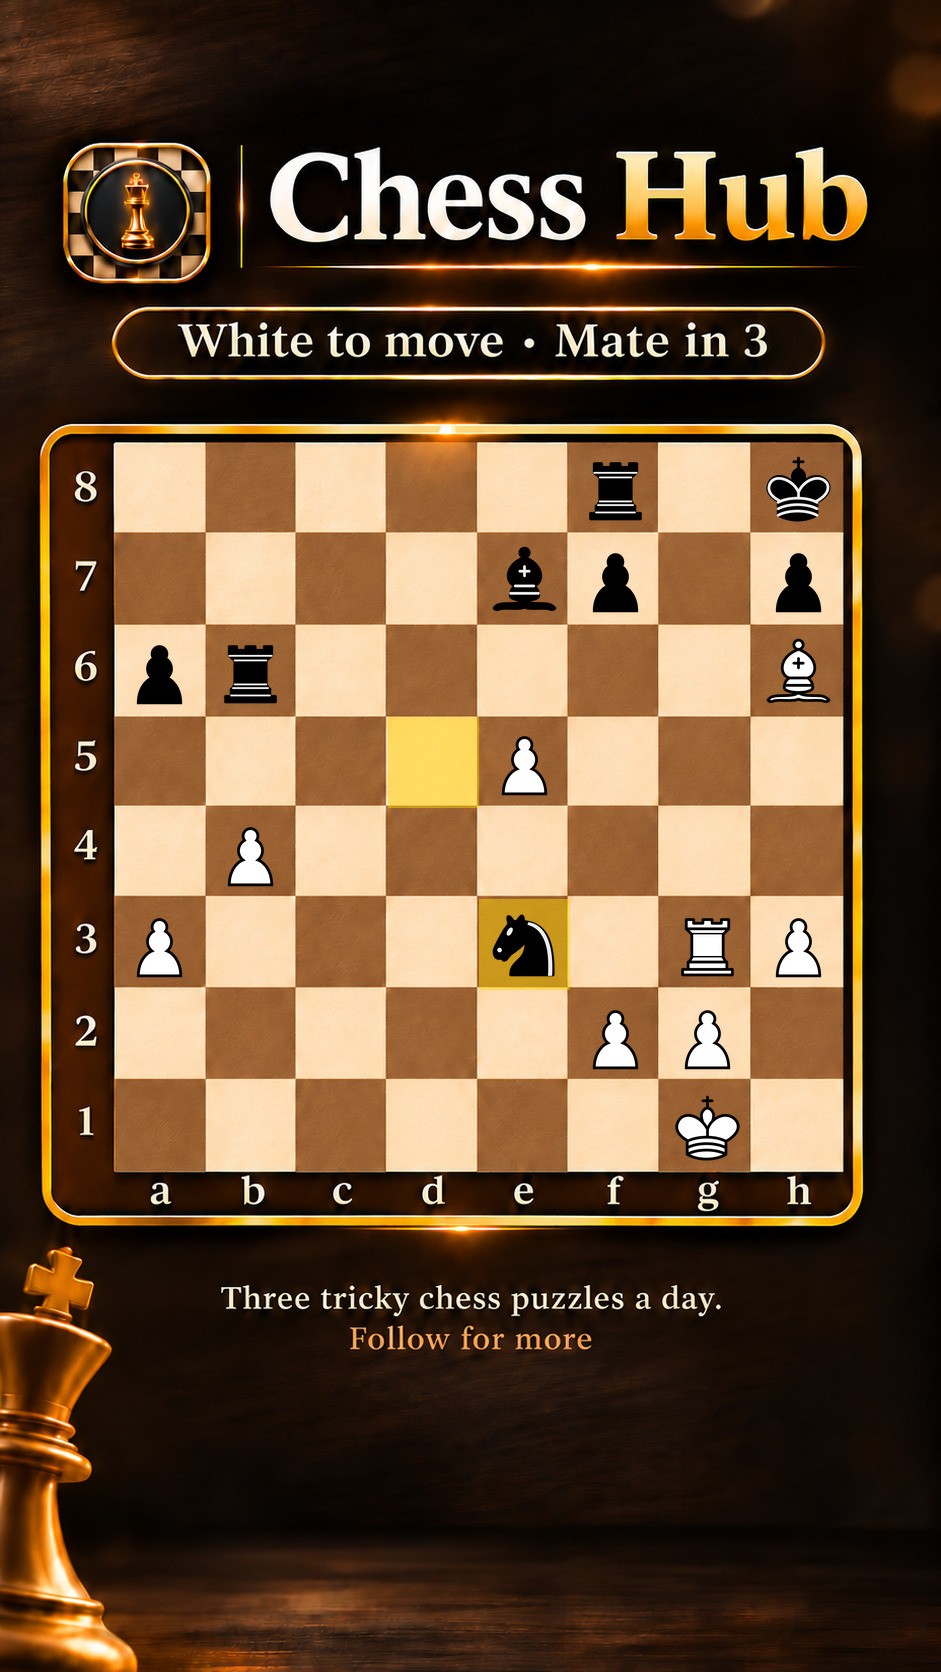 Chess Hub
White to move • Mate in 3
8
7
6
5
4
3
2
1
a b c d e f g h
Three tricky chess puzzles a day.
Follow for more